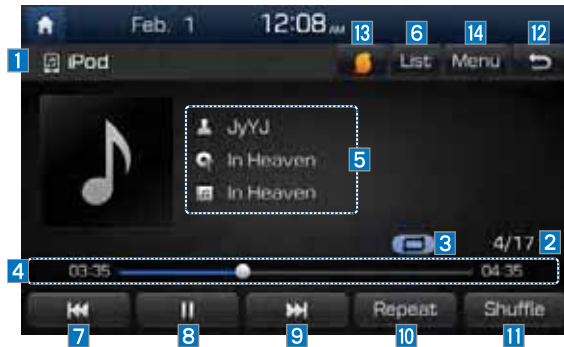 Feb. 1 12:08 AM 13 6 14 12
1 iPod List Menu
JyYJ
In Heaven 5
In Heaven
3 4/17 2
4 03:35 04:35
Repeat Shuffle
7 8 9 10 11